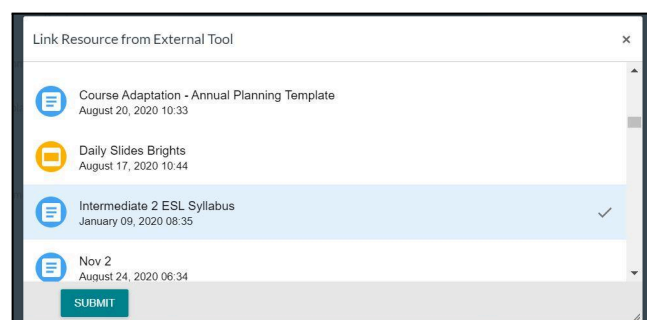 Link Resource from External Tool
Course Adaptation - Annual Planning Template
August 20, 2020 10:33
Daily Slides Brights
August 17, 2020 10:44
Intermediate 2 ESL Syllabus
January 09, 2020 08:35
Nov 2
August 24, 2020 06:34
SUBMIT